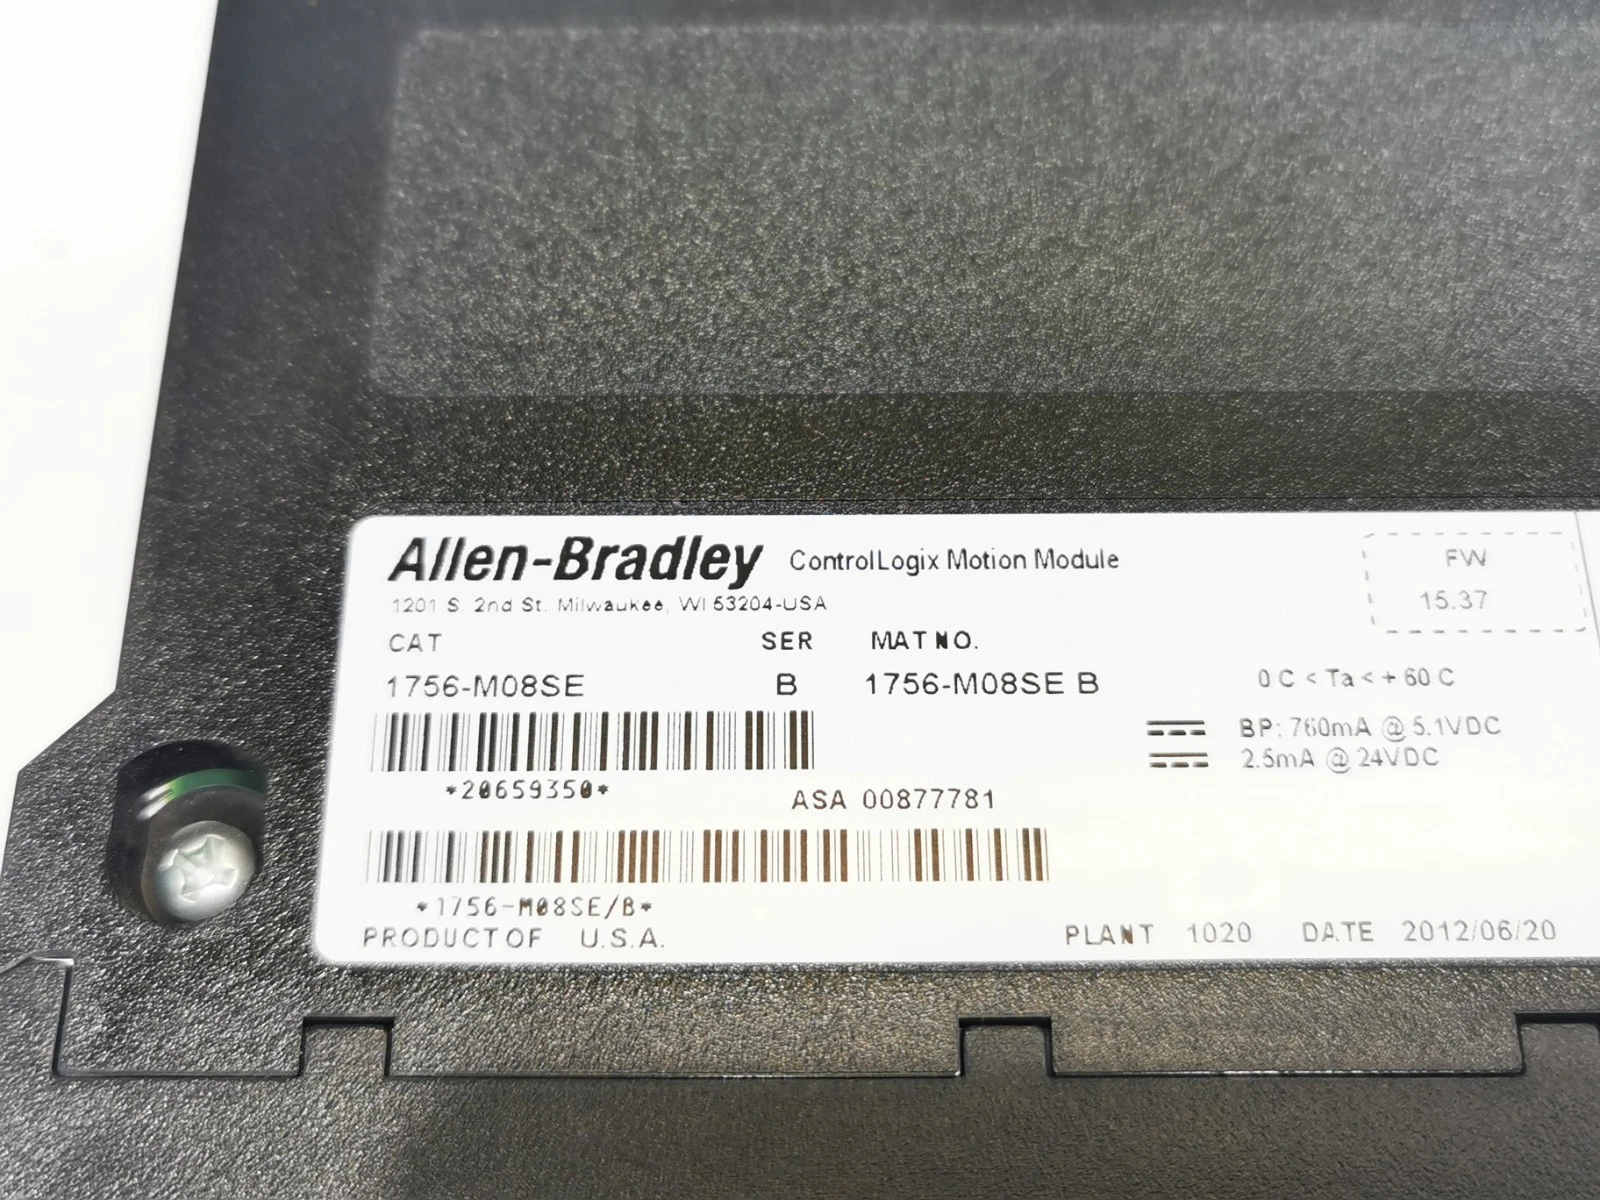 Allen-Bradley ControlLogix Motion Module
1201 S. 2nd St. Milwaukee, WI 53204-USA
FW
15.37
CAT SER MAT NO.
1756-M08SE B 1756-M08SE B
0 C < Ta < + 60 C
BP: 760mA @ 5.1VDC
2.5mA @ 24VDC
*20659350*
ASA 00877781
*1756-M08SE/B*
PRODUCT OF U.S.A.
PLANT 1020 DATE 2012/06/20